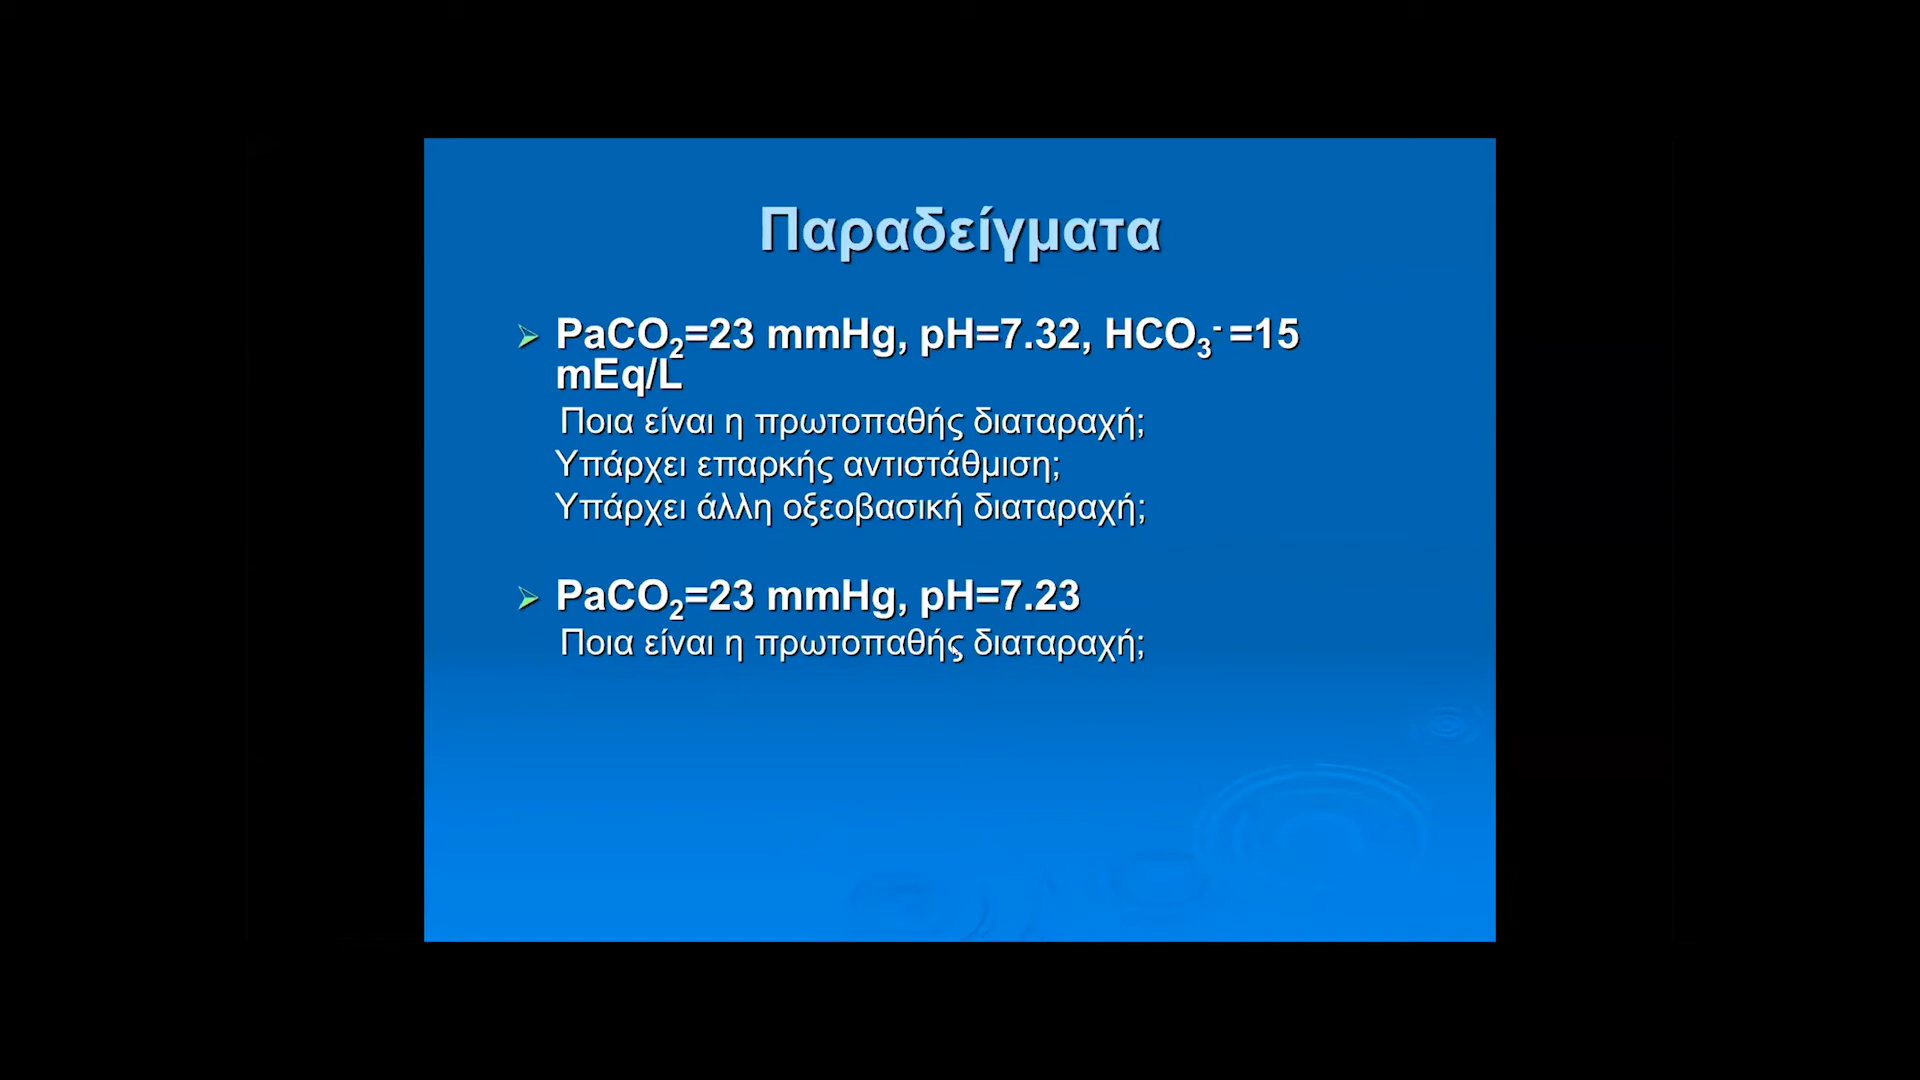 Παραδείγματα
PaCO₂=23 mmHg, pH=7.32, HCO₃⁻ =15
mEq/L
Ποια είναι η πρωτοπαθής διαταραχή;
Υπάρχει επαρκής αντιστάθμιση;
Υπάρχει άλλη οξεοβασική διαταραχή;
PaCO₂=23 mmHg, pH=7.23
Ποια είναι η πρωτοπαθής διαταραχή;